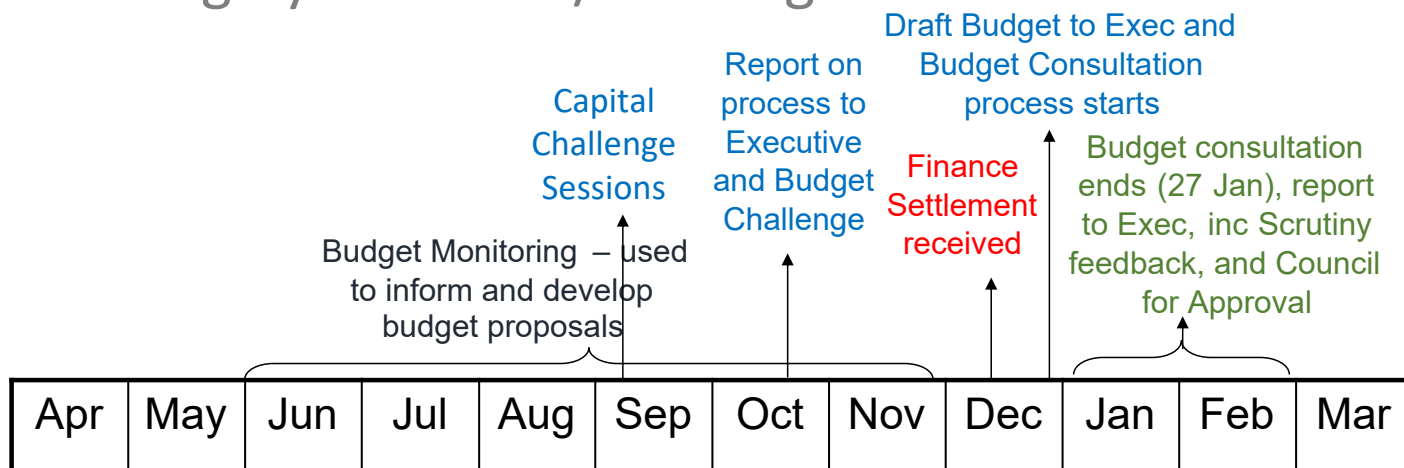 Draft Budget to Exec and
Budget Consultation
process starts
Report on
process to
Executive
and Budget
Challenge
Capital
Challenge
Sessions
Finance
Settlement
received
Budget consultation
ends (27 Jan), report
to Exec, inc Scrutiny
feedback, and Council
for Approval
Budget Monitoring – used
to inform and develop
budget proposals
Apr May Jun Jul Aug Sep Oct Nov Dec Jan Feb Mar